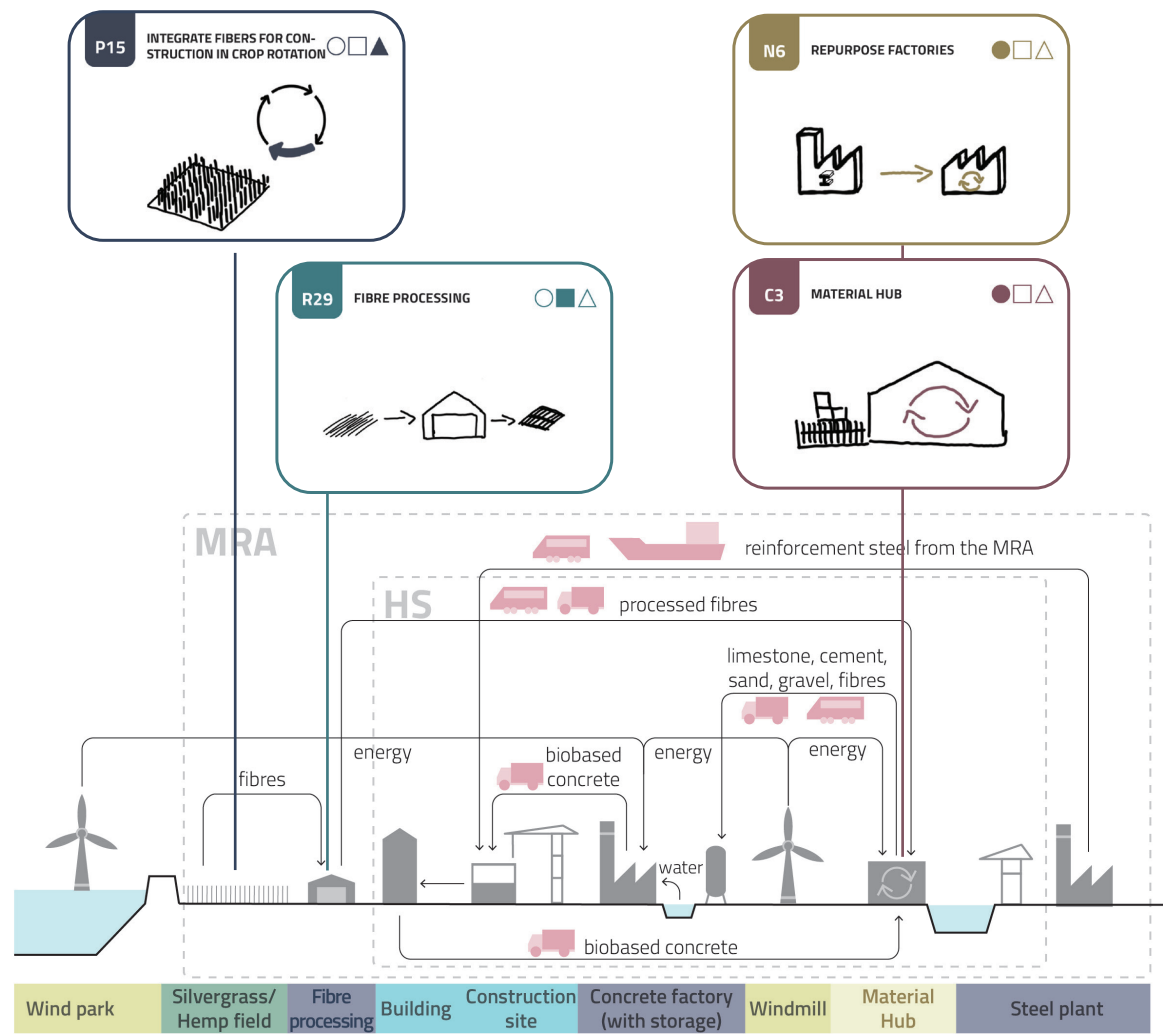 P15
INTEGRATE FIBERS FOR CON-
STRUCTION IN CROP ROTATION
N6
REPURPOSE FACTORIES
R29
FIBRE PROCESSING
C3
MATERIAL HUB
MRA
reinforcement steel from the MRA
HS
processed fibres
limestone, cement,
sand, gravel, fibres
energy
biobased
concrete
energy
energy
fibres
water
biobased concrete
Wind park
Silvergrass/
Hemp field
Fibre
processing
Building
Construction
site
Concrete factory
(with storage)
Windmill
Material
Hub
Steel plant